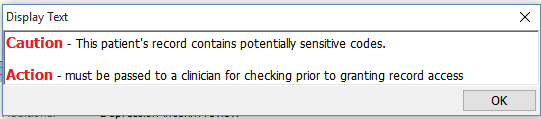 Display Text
Caution - This patient's record contains potentially sensitive codes.
Action - must be passed to a clinician for checking prior to granting record access
OK